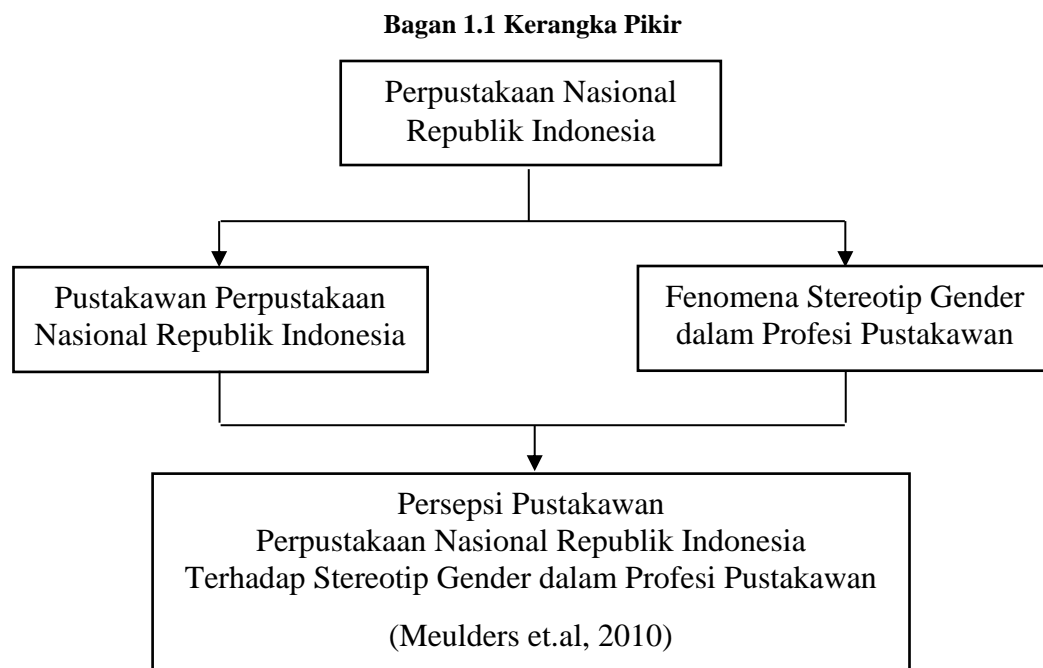 Bagan 1.1 Kerangka Pikir
Perpustakaan Nasional
Republik Indonesia
Pustakawan Perpustakaan
Nasional Republik Indonesia
Fenomena Stereotip Gender
dalam Profesi Pustakawan
Persepsi Pustakawan
Perpustakaan Nasional Republik Indonesia
Terhadap Stereotip Gender dalam Profesi Pustakawan
(Meulders et.al, 2010)